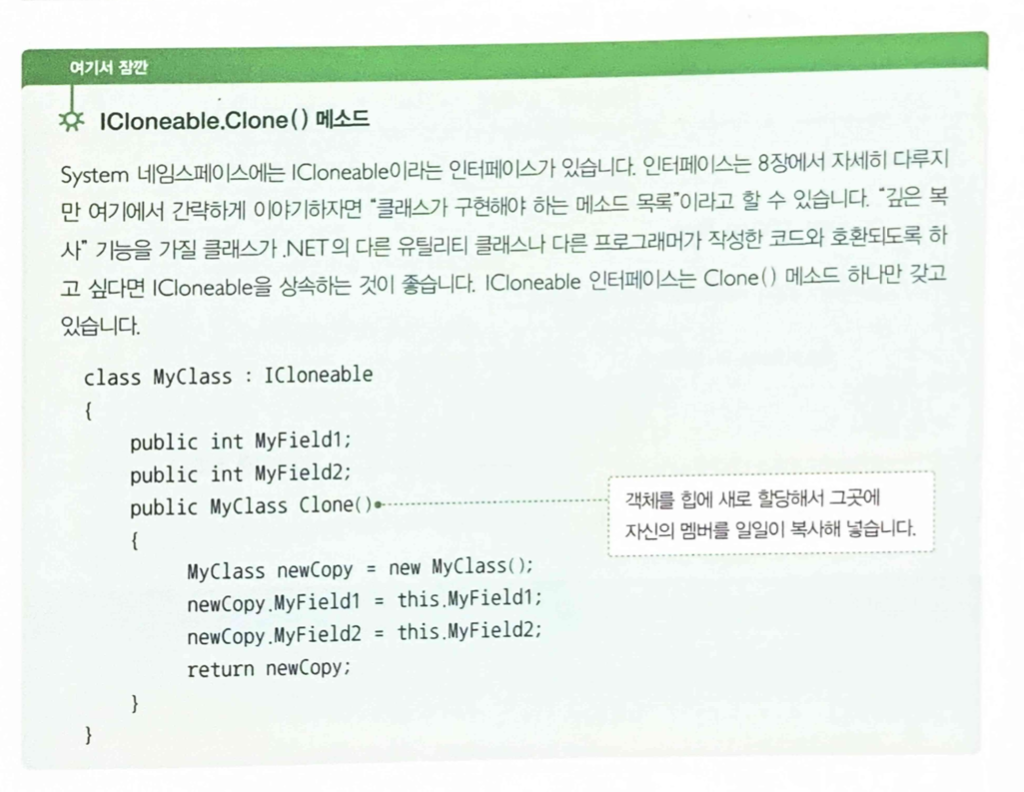 여기서 잠깐
ICloneable.Clone() 메소드
System 네임스페이스에는 ICloneable이라는 인터페이스가 있습니다. 인터페이스는 8장에서 자세히 다루지
만 여기에서 간략하게 이야기하자면 “클래스가 구현해야 하는 메소드 목록”이라고 할 수 있습니다. “깊은 복
사” 기능을 가질 클래스가 .NET의 다른 유틸리티 클래스나 다른 프로그래머가 작성한 코드와 호환되도록 하
고 싶다면 ICloneable을 상속하는 것이 좋습니다. ICloneable 인터페이스는 Clone() 메소드 하나만 갖고
있습니다.
class MyClass : ICloneable
{
public int MyField1;
public int MyField2;
public MyClass Clone()
객체를 힙에 새로 할당해서 그곳에
자신의 멤버를 일일이 복사해 넣습니다.
{
MyClass newCopy = new MyClass();
newCopy.MyField1 = this.MyField1;
newCopy.MyField2 = this.MyField2;
return newCopy;
}
}